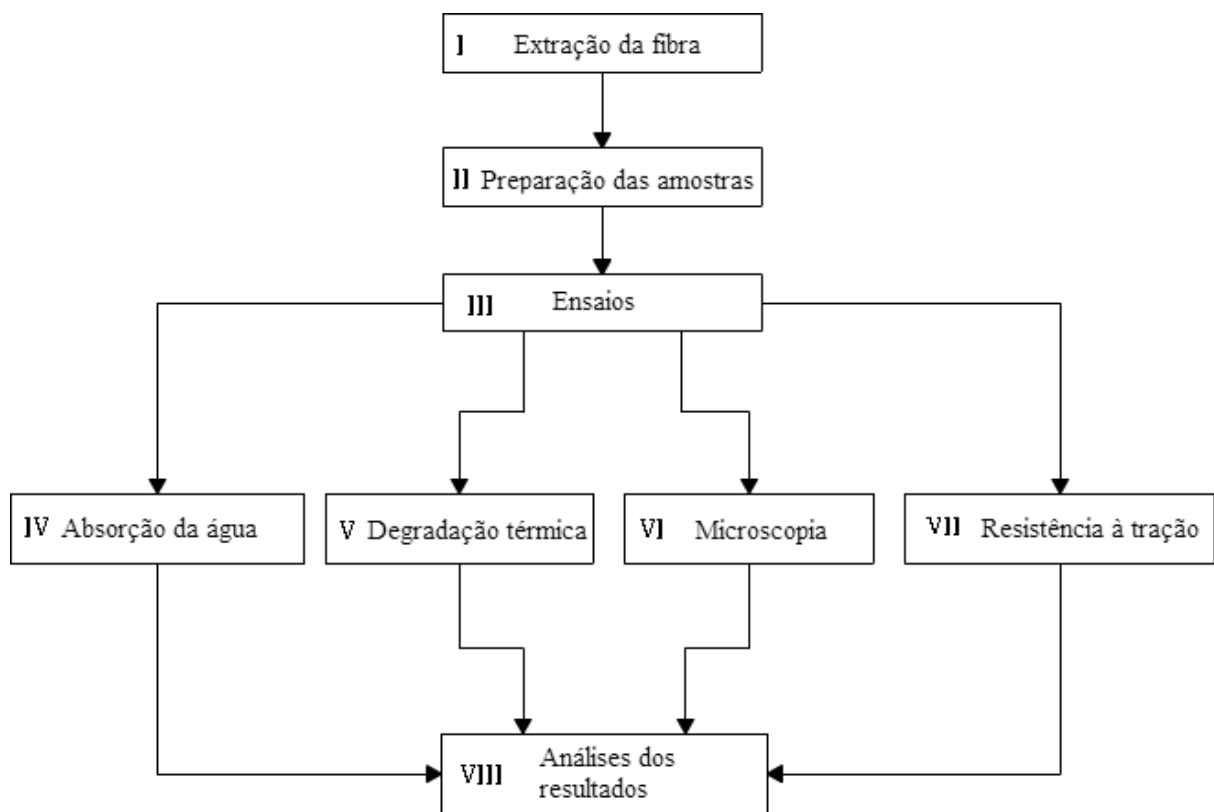 I Extração da fibra
II Preparação das amostras
III Ensaios
IV Absorção da água
V Degradação térmica
VI Microscopia
VII Resistência à tração
VIII Análises dos
resultados